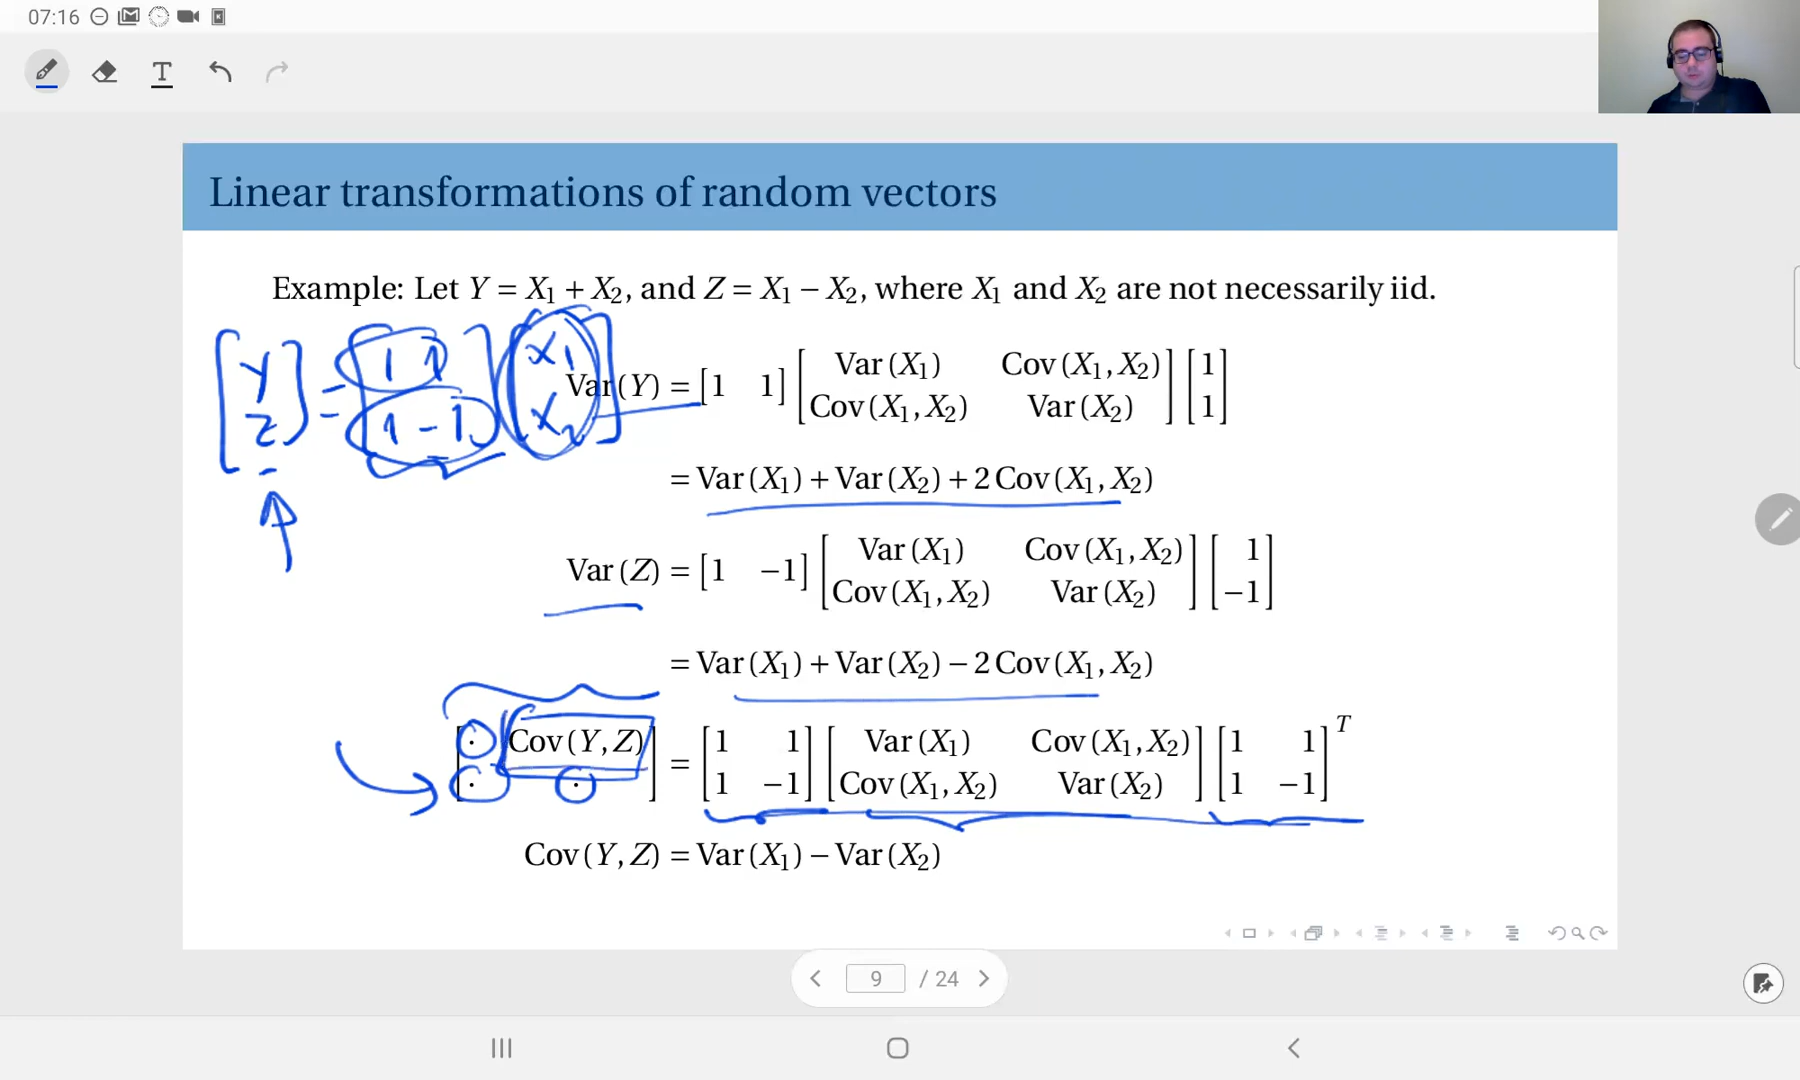 07:16
T
Linear transformations of random vectors
Example: Let Y = X₁ + X₂, and Z = X₁ − X₂, where X₁ and X₂ are not necessarily iid.
[Y Z] = [1 1 1 -1] [X₁ X₂]
Var(Y) = [1 1] [Var(X₁) Cov(X₁,X₂)] [1]
[Cov(X₁,X₂) Var(X₂)] [1]
= Var(X₁) + Var(X₂) + 2 Cov(X₁,X₂)
Var(Z) = [1 −1] [Var(X₁) Cov(X₁,X₂)] [1]
[Cov(X₁,X₂) Var(X₂)] [−1]
= Var(X₁) + Var(X₂) − 2 Cov(X₁,X₂)
[· Cov(Y,Z)] = [1 1] [Var(X₁) Cov(X₁,X₂)] [1 1]ᵀ
[· ·] [1 −1] [Cov(X₁,X₂) Var(X₂)] [1 −1]
Cov(Y,Z) = Var(X₁) − Var(X₂)
9 / 24